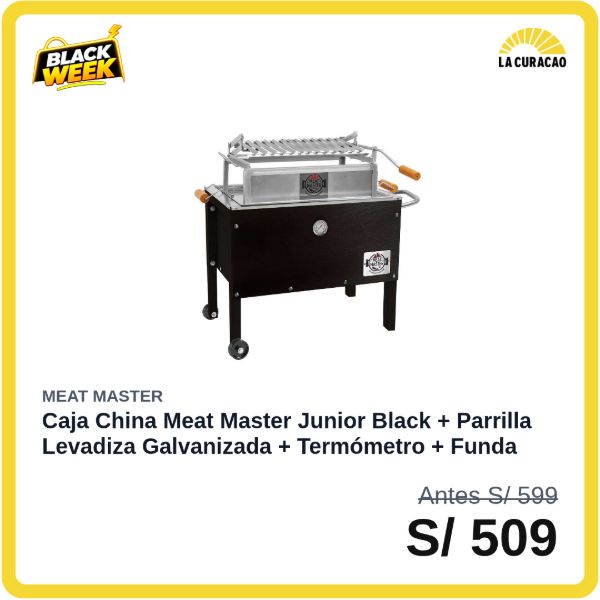 BLACK
WEEK
LA CURACAO
MEAT MASTER
Caja China Meat Master Junior Black + Parrilla
Levadiza Galvanizada + Termómetro + Funda
Antes S/ 599
S/ 509